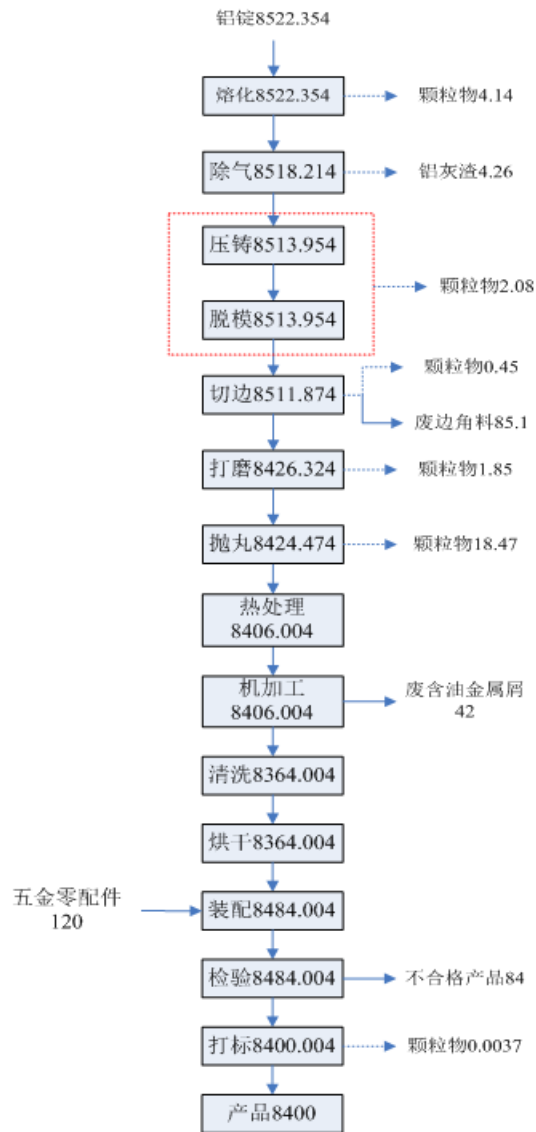 铝锭8522.354
熔化8522.354
颗粒物4.14
除气8518.214
铝灰渣4.26
压铸8513.954
颗粒物2.08
脱模8513.954
颗粒物0.45
切边8511.874
废边角料85.1
打磨8426.324
颗粒物1.85
抛丸8424.474
颗粒物18.47
热处理
8406.004
机加工
8406.004
废含油金属屑
42
清洗8364.004
烘干8364.004
五金零配件
120
装配8484.004
检验8484.004
不合格产品84
打标8400.004
颗粒物0.0037
产品8400